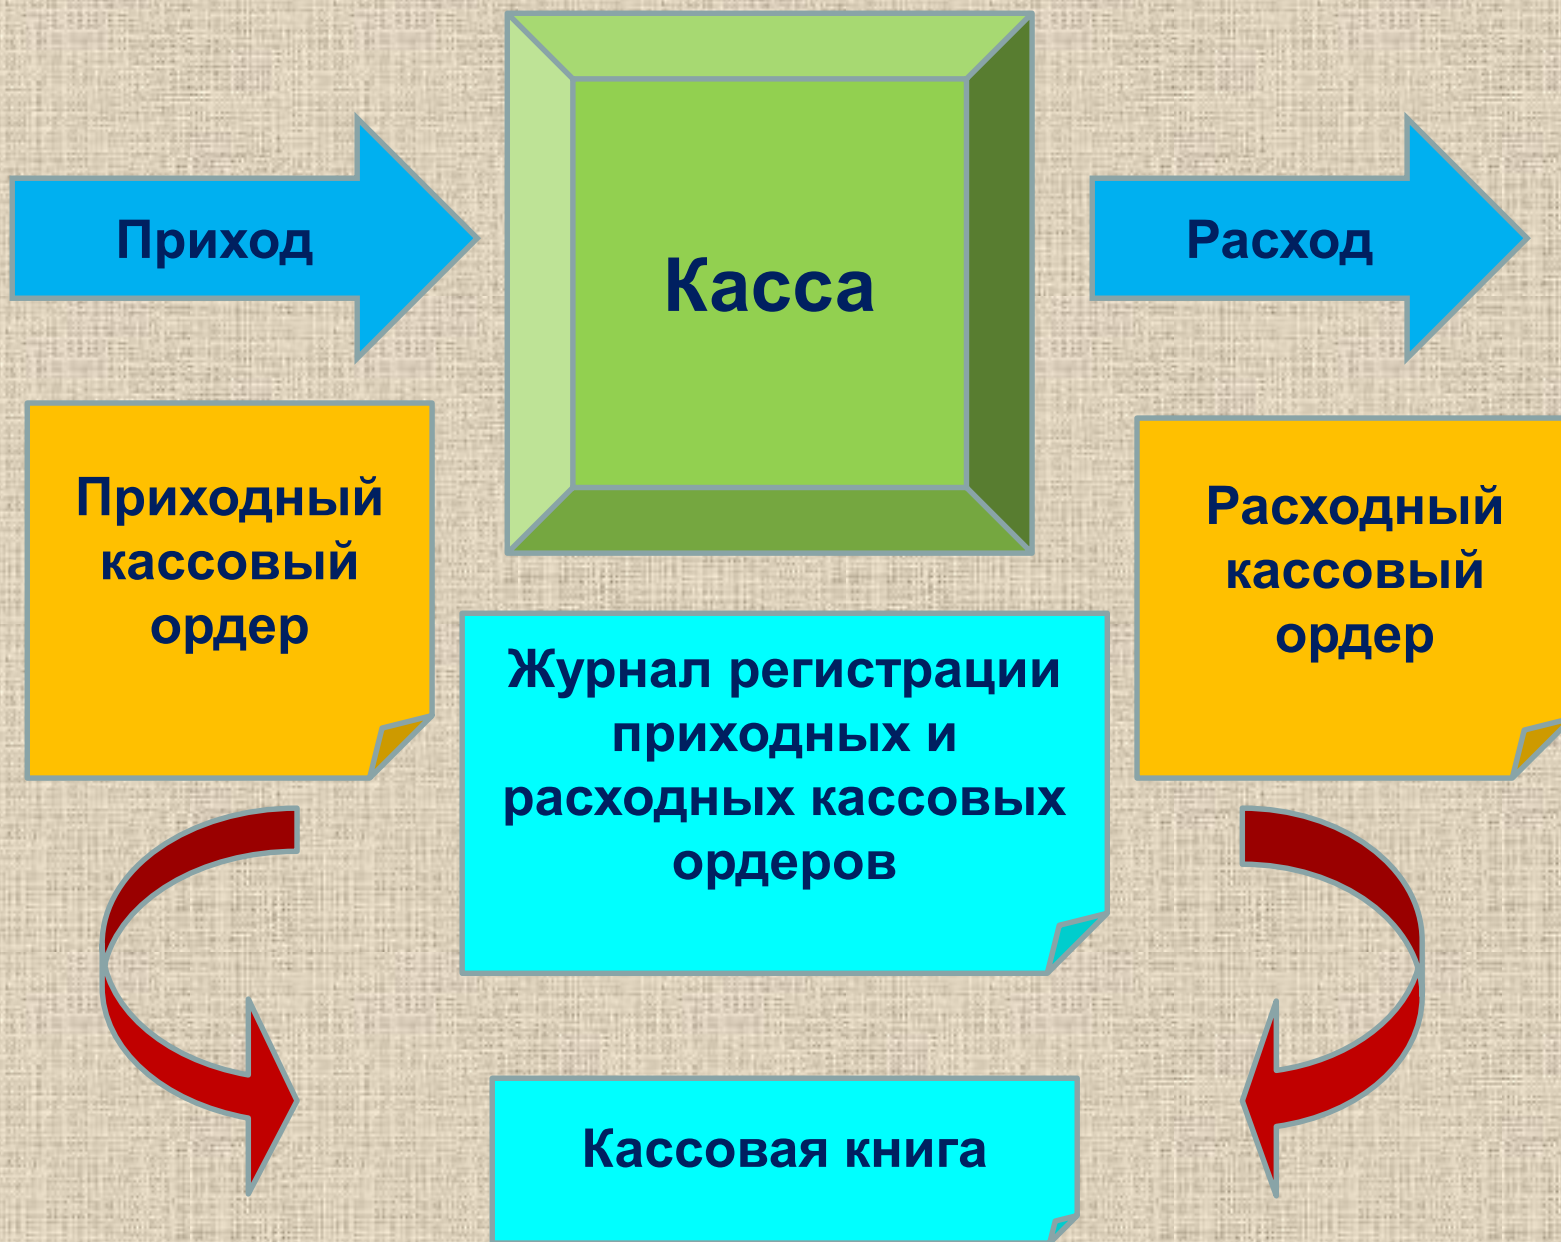 Приход
Касса
Расход
Приходный
кассовый
ордер
Расходный
кассовый
ордер
Журнал регистрации
приходных и
расходных кассовых
ордеров
Кассовая книга